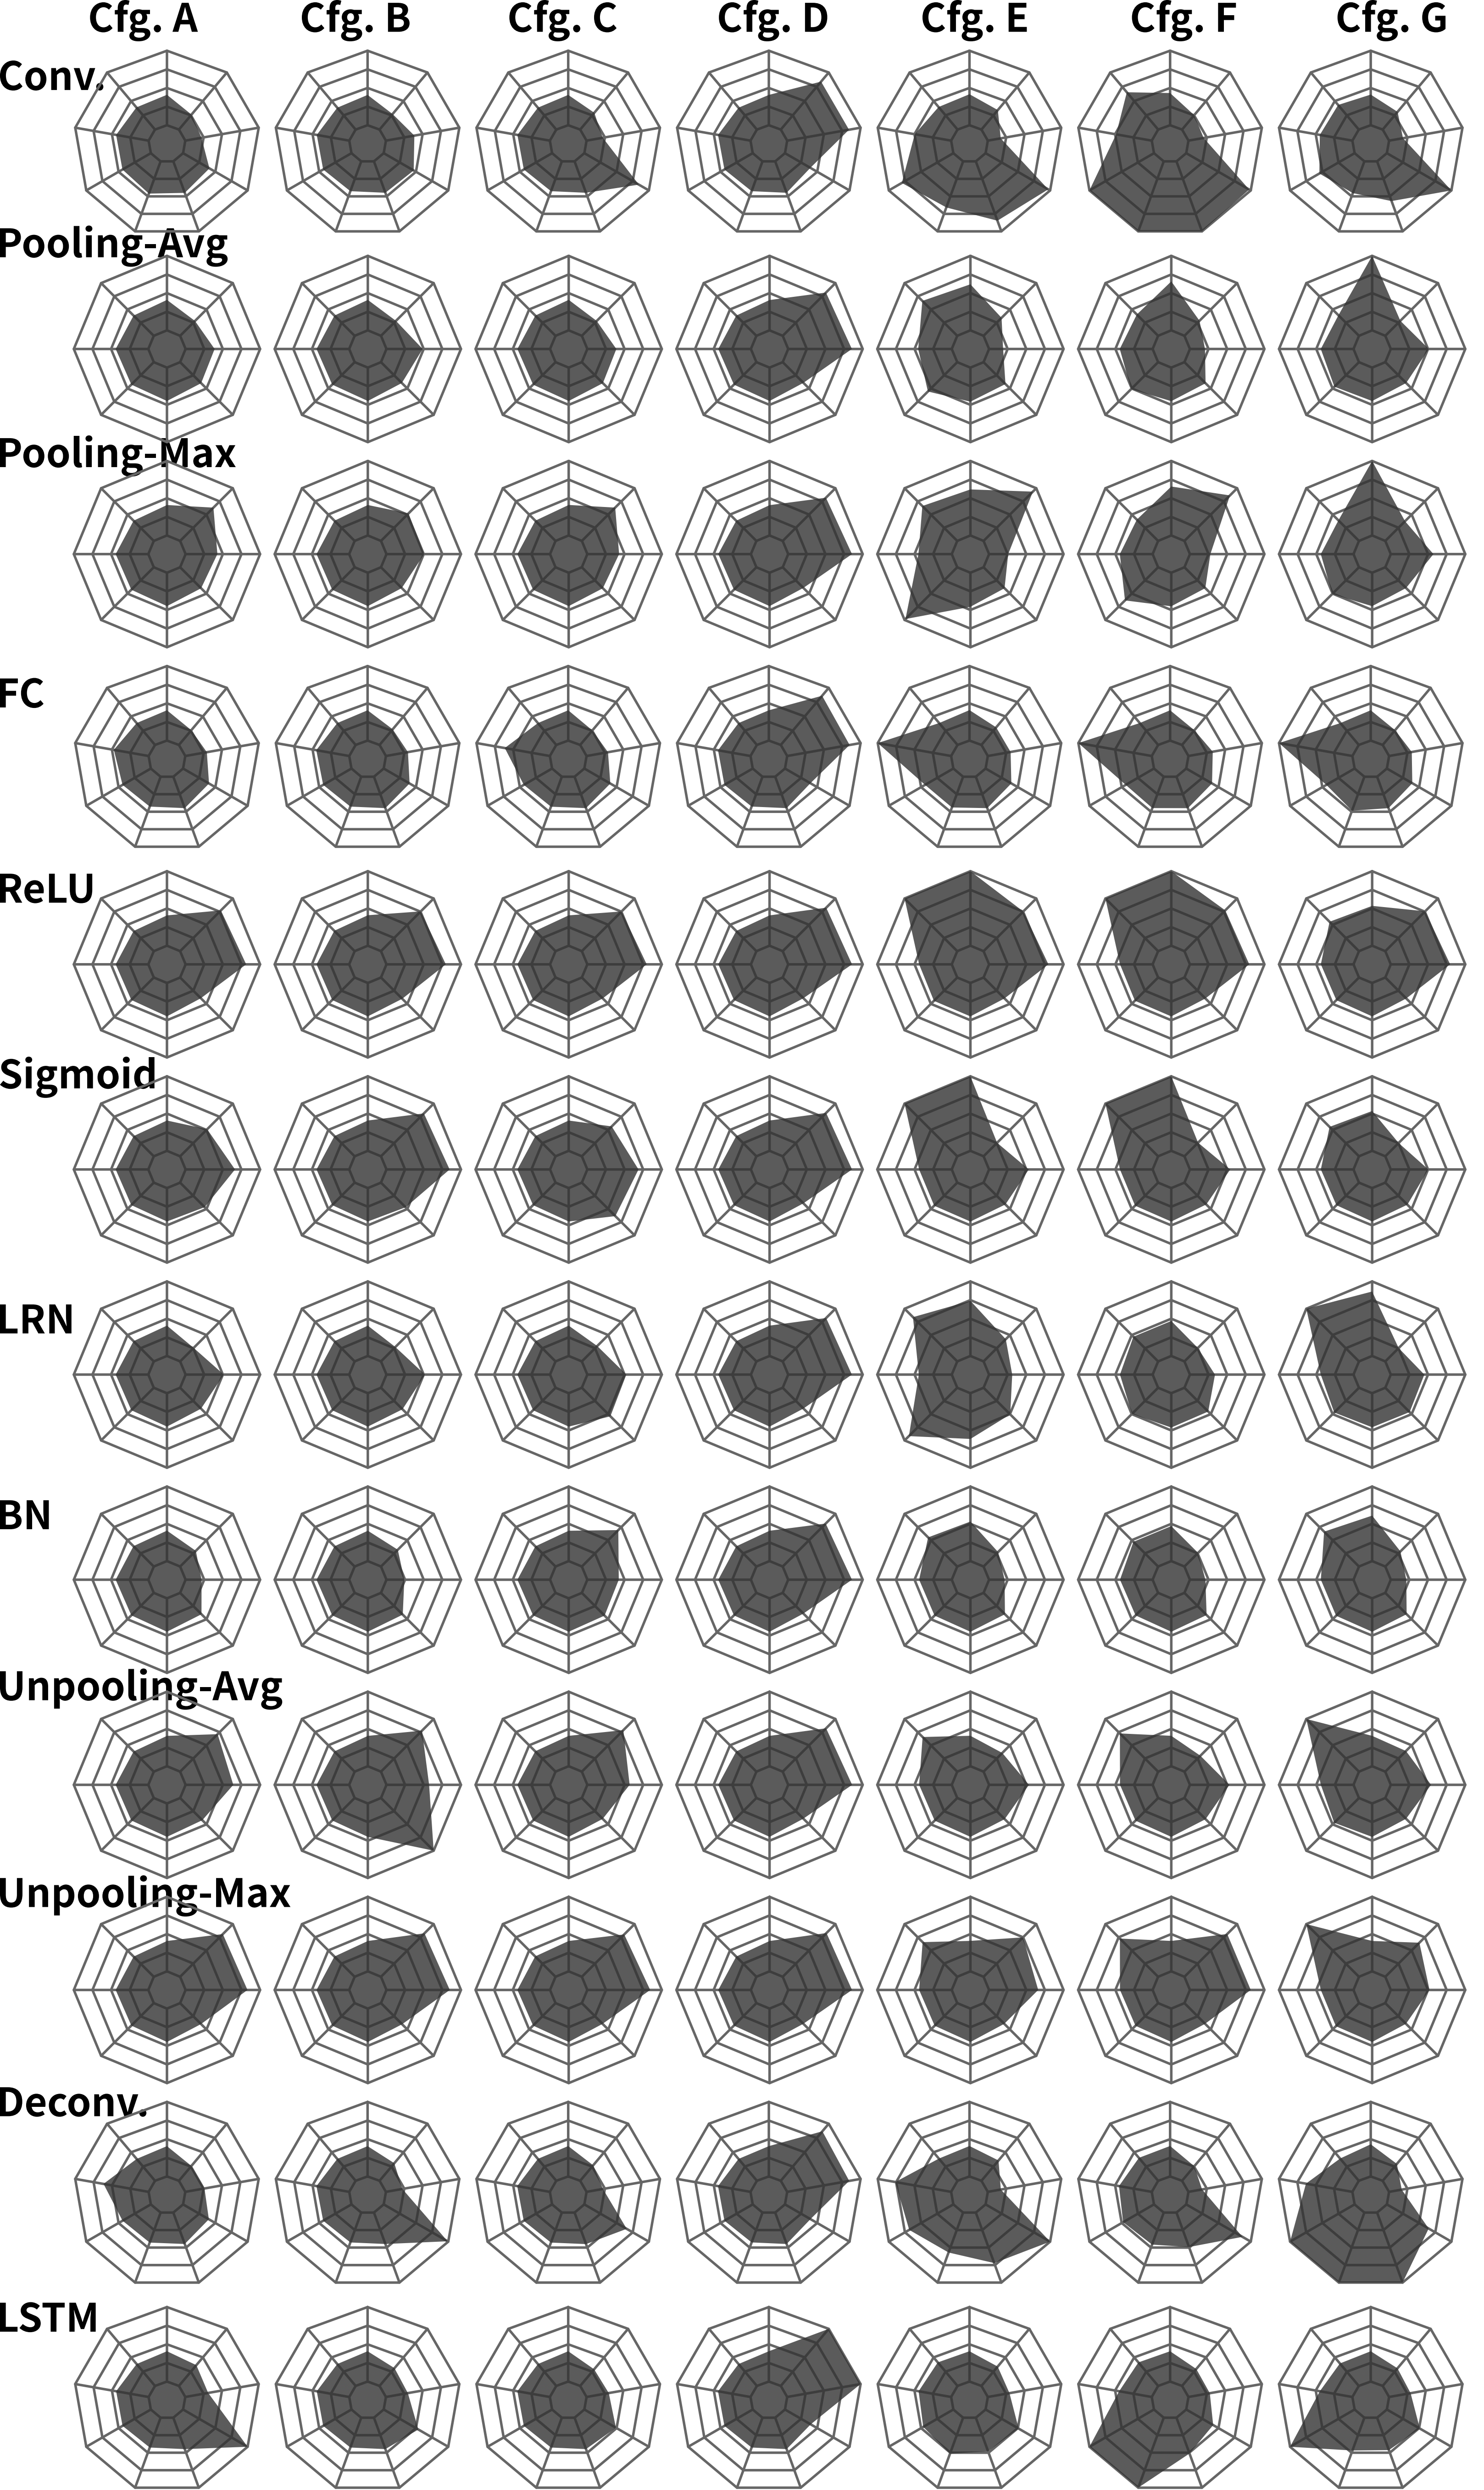 Cfg. A Cfg. B Cfg. C Cfg. D Cfg. E Cfg. F Cfg. G
Conv.
Pooling-Avg
Pooling-Max
FC
ReLU
Sigmoid
LRN
BN
Unpooling-Avg
Unpooling-Max
Deconv.
LSTM